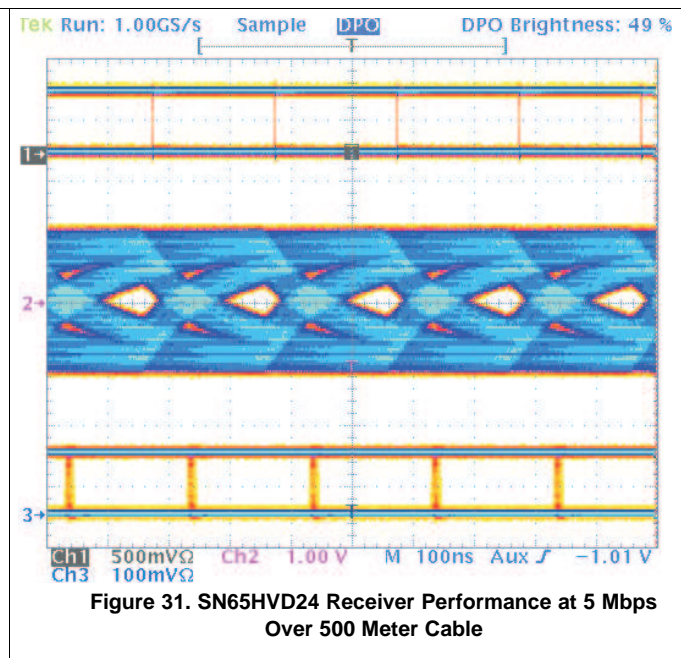 Tek Run: 1.00GS/s Sample DPO DPO Brightness: 49 %
[ T ]
1→
2→
3→
Ch1 500mVΩ Ch2 1.00 V M 100ns Aux ∫ −1.01 V
Ch3 100mVΩ
Figure 31. SN65HVD24 Receiver Performance at 5 Mbps
Over 500 Meter Cable